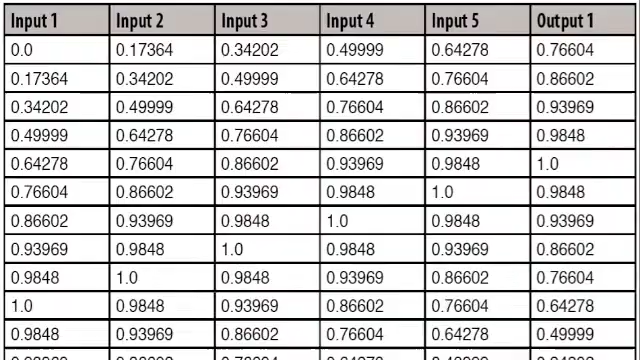 Input 1 Input 2 Input 3 Input 4 Input 5 Output 1
0.0 0.17364 0.34202 0.49999 0.64278 0.76604
0.17364 0.34202 0.49999 0.64278 0.76604 0.86602
0.34202 0.49999 0.64278 0.76604 0.86602 0.93969
0.49999 0.64278 0.76604 0.86602 0.93969 0.9848
0.64278 0.76604 0.86602 0.93969 0.9848 1.0
0.76604 0.86602 0.93969 0.9848 1.0 0.9848
0.86602 0.93969 0.9848 1.0 0.9848 0.93969
0.93969 0.9848 1.0 0.9848 0.93969 0.86602
0.9848 1.0 0.9848 0.93969 0.86602 0.76604
1.0 0.9848 0.93969 0.86602 0.76604 0.64278
0.9848 0.93969 0.86602 0.76604 0.64278 0.49999